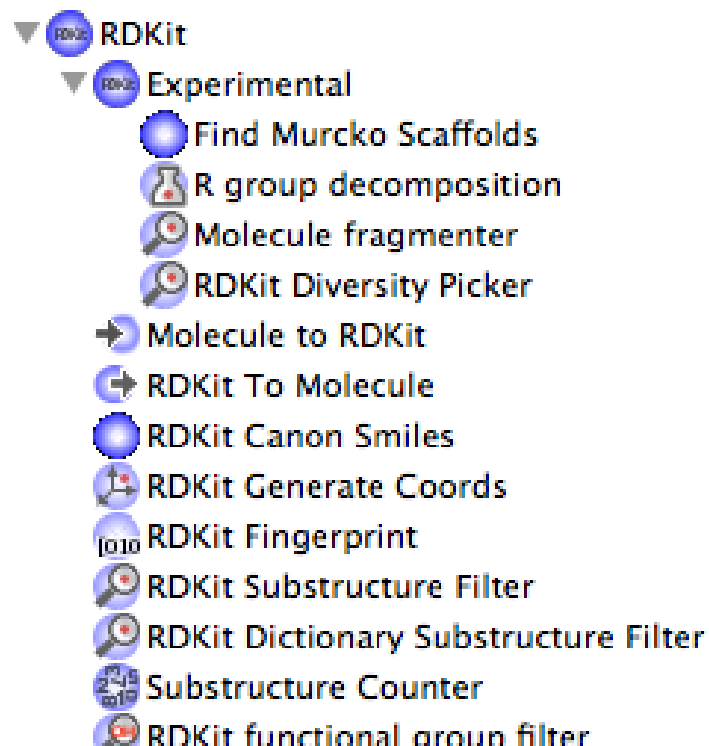 RDKit
Experimental
Find Murcko Scaffolds
R group decomposition
Molecule fragmenter
RDKit Diversity Picker
Molecule to RDKit
RDKit To Molecule
RDKit Canon Smiles
RDKit Generate Coords
RDKit Fingerprint
RDKit Substructure Filter
RDKit Dictionary Substructure Filter
Substructure Counter
RDKit functional group filter